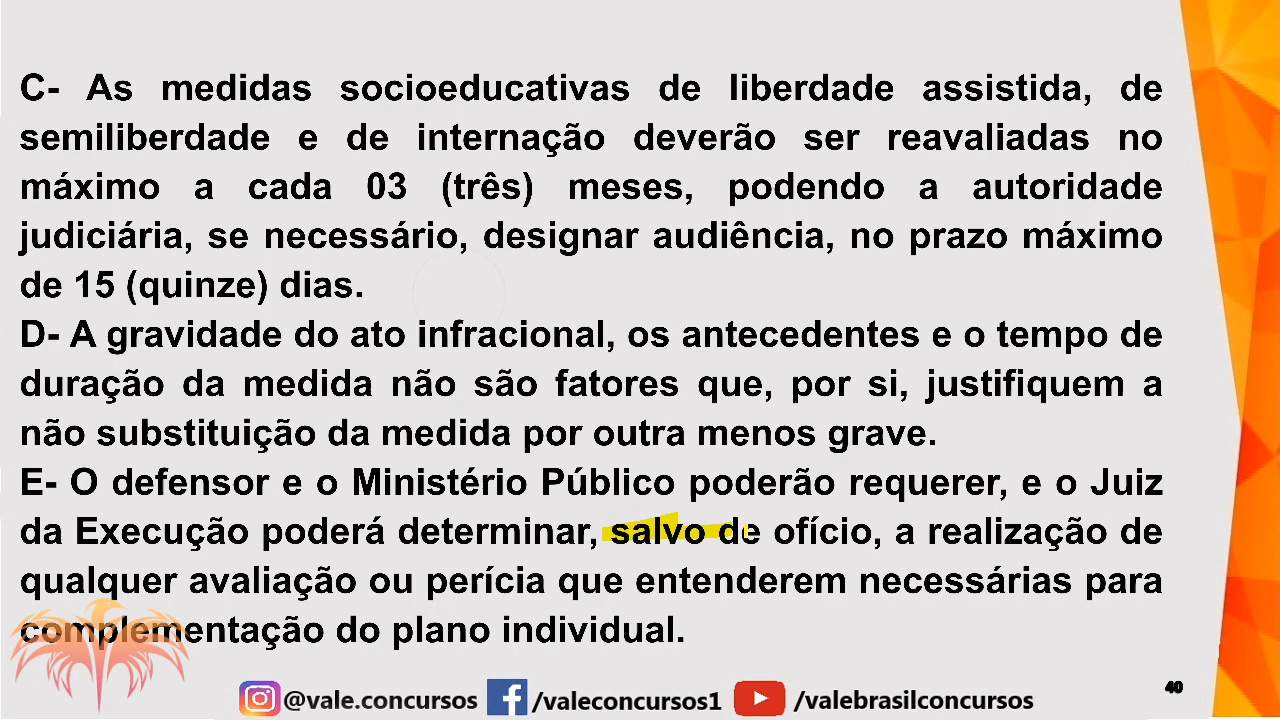 C- As medidas socioeducativas de liberdade assistida, de
semiliberdade e de internação deverão ser reavaliadas no
máximo a cada 03 (três) meses, podendo a autoridade
judiciária, se necessário, designar audiência, no prazo máximo
de 15 (quinze) dias.
D- A gravidade do ato infracional, os antecedentes e o tempo de
duração da medida não são fatores que, por si, justifiquem a
não substituição da medida por outra menos grave.
E- O defensor e o Ministério Público poderão requerer, e o Juiz
da Execução poderá determinar, salvo de ofício, a realização de
qualquer avaliação ou perícia que entenderem necessárias para
complementação do plano individual.
@vale.concursos /valeconcursos1 /valebrasilconcursos
40